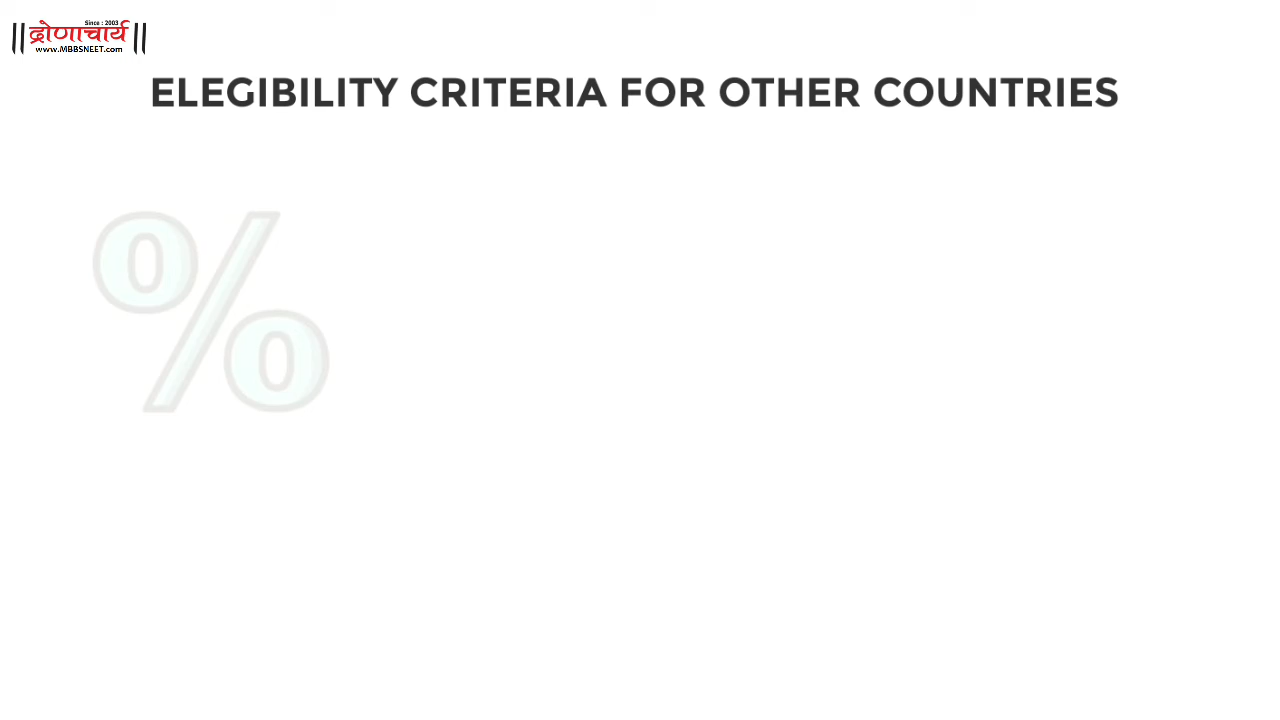 Since : 2003
द्रोणाचार्य
www.MBBSNEET.com
ELEGIBILITY CRITERIA FOR OTHER COUNTRIES
%